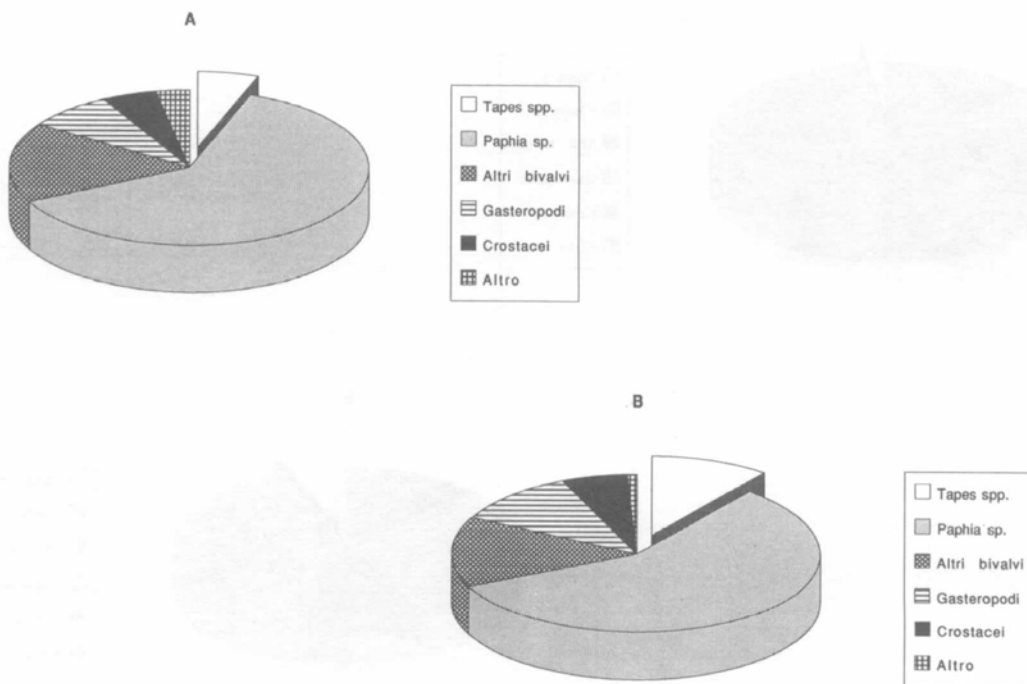 A
Tapes spp.
Paphia sp.
Altri bivalvi
Gasteropodi
Crostacei
Altro
B
Tapes spp.
Paphia sp.
Altri bivalvi
Gasteropodi
Crostacei
Altro